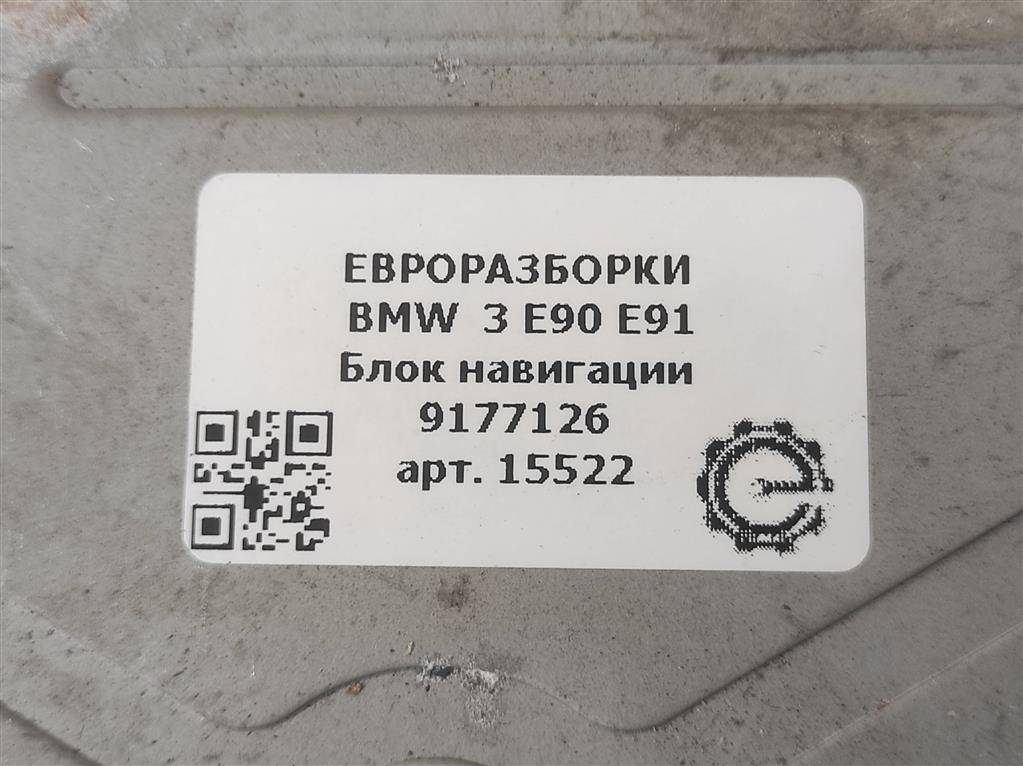 ЕВРОРАЗБОРКИ
BMW 3 E90 E91
Блок навигации
9177126
арт. 15522